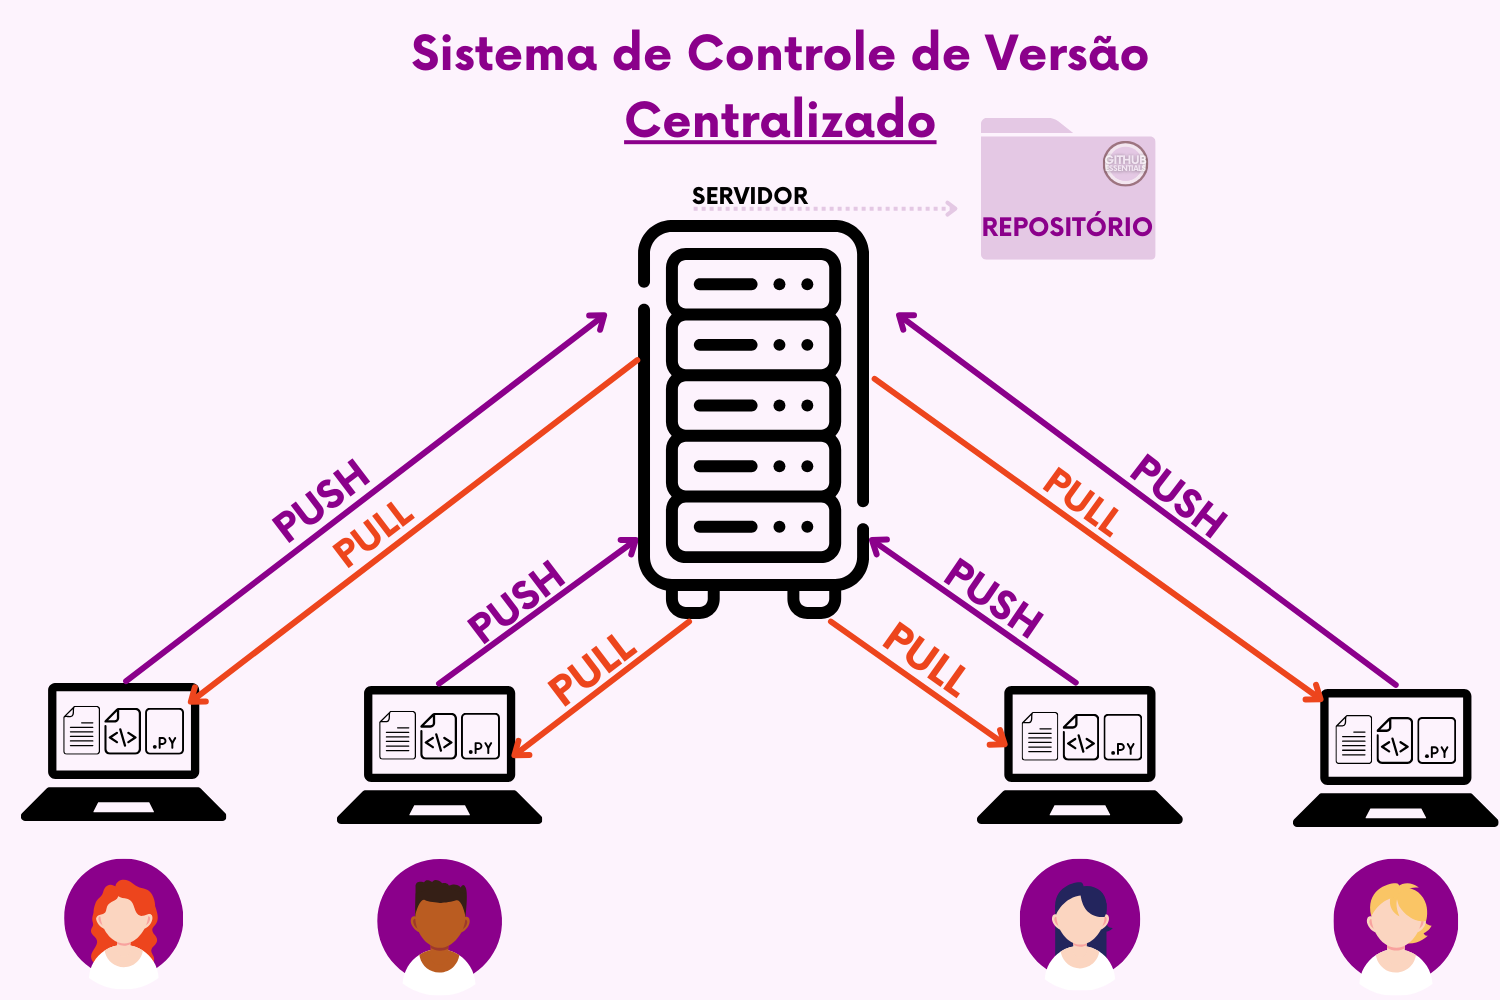 Sistema de Controle de Versão
Centralizado
GITHUB
ESSENTIALS
SERVIDOR
REPOSITÓRIO
PUSH
PULL
PUSH
PULL
PUSH
PULL
PUSH
PULL
</>
.PY
</>
.PY
</>
.PY
</>
.PY